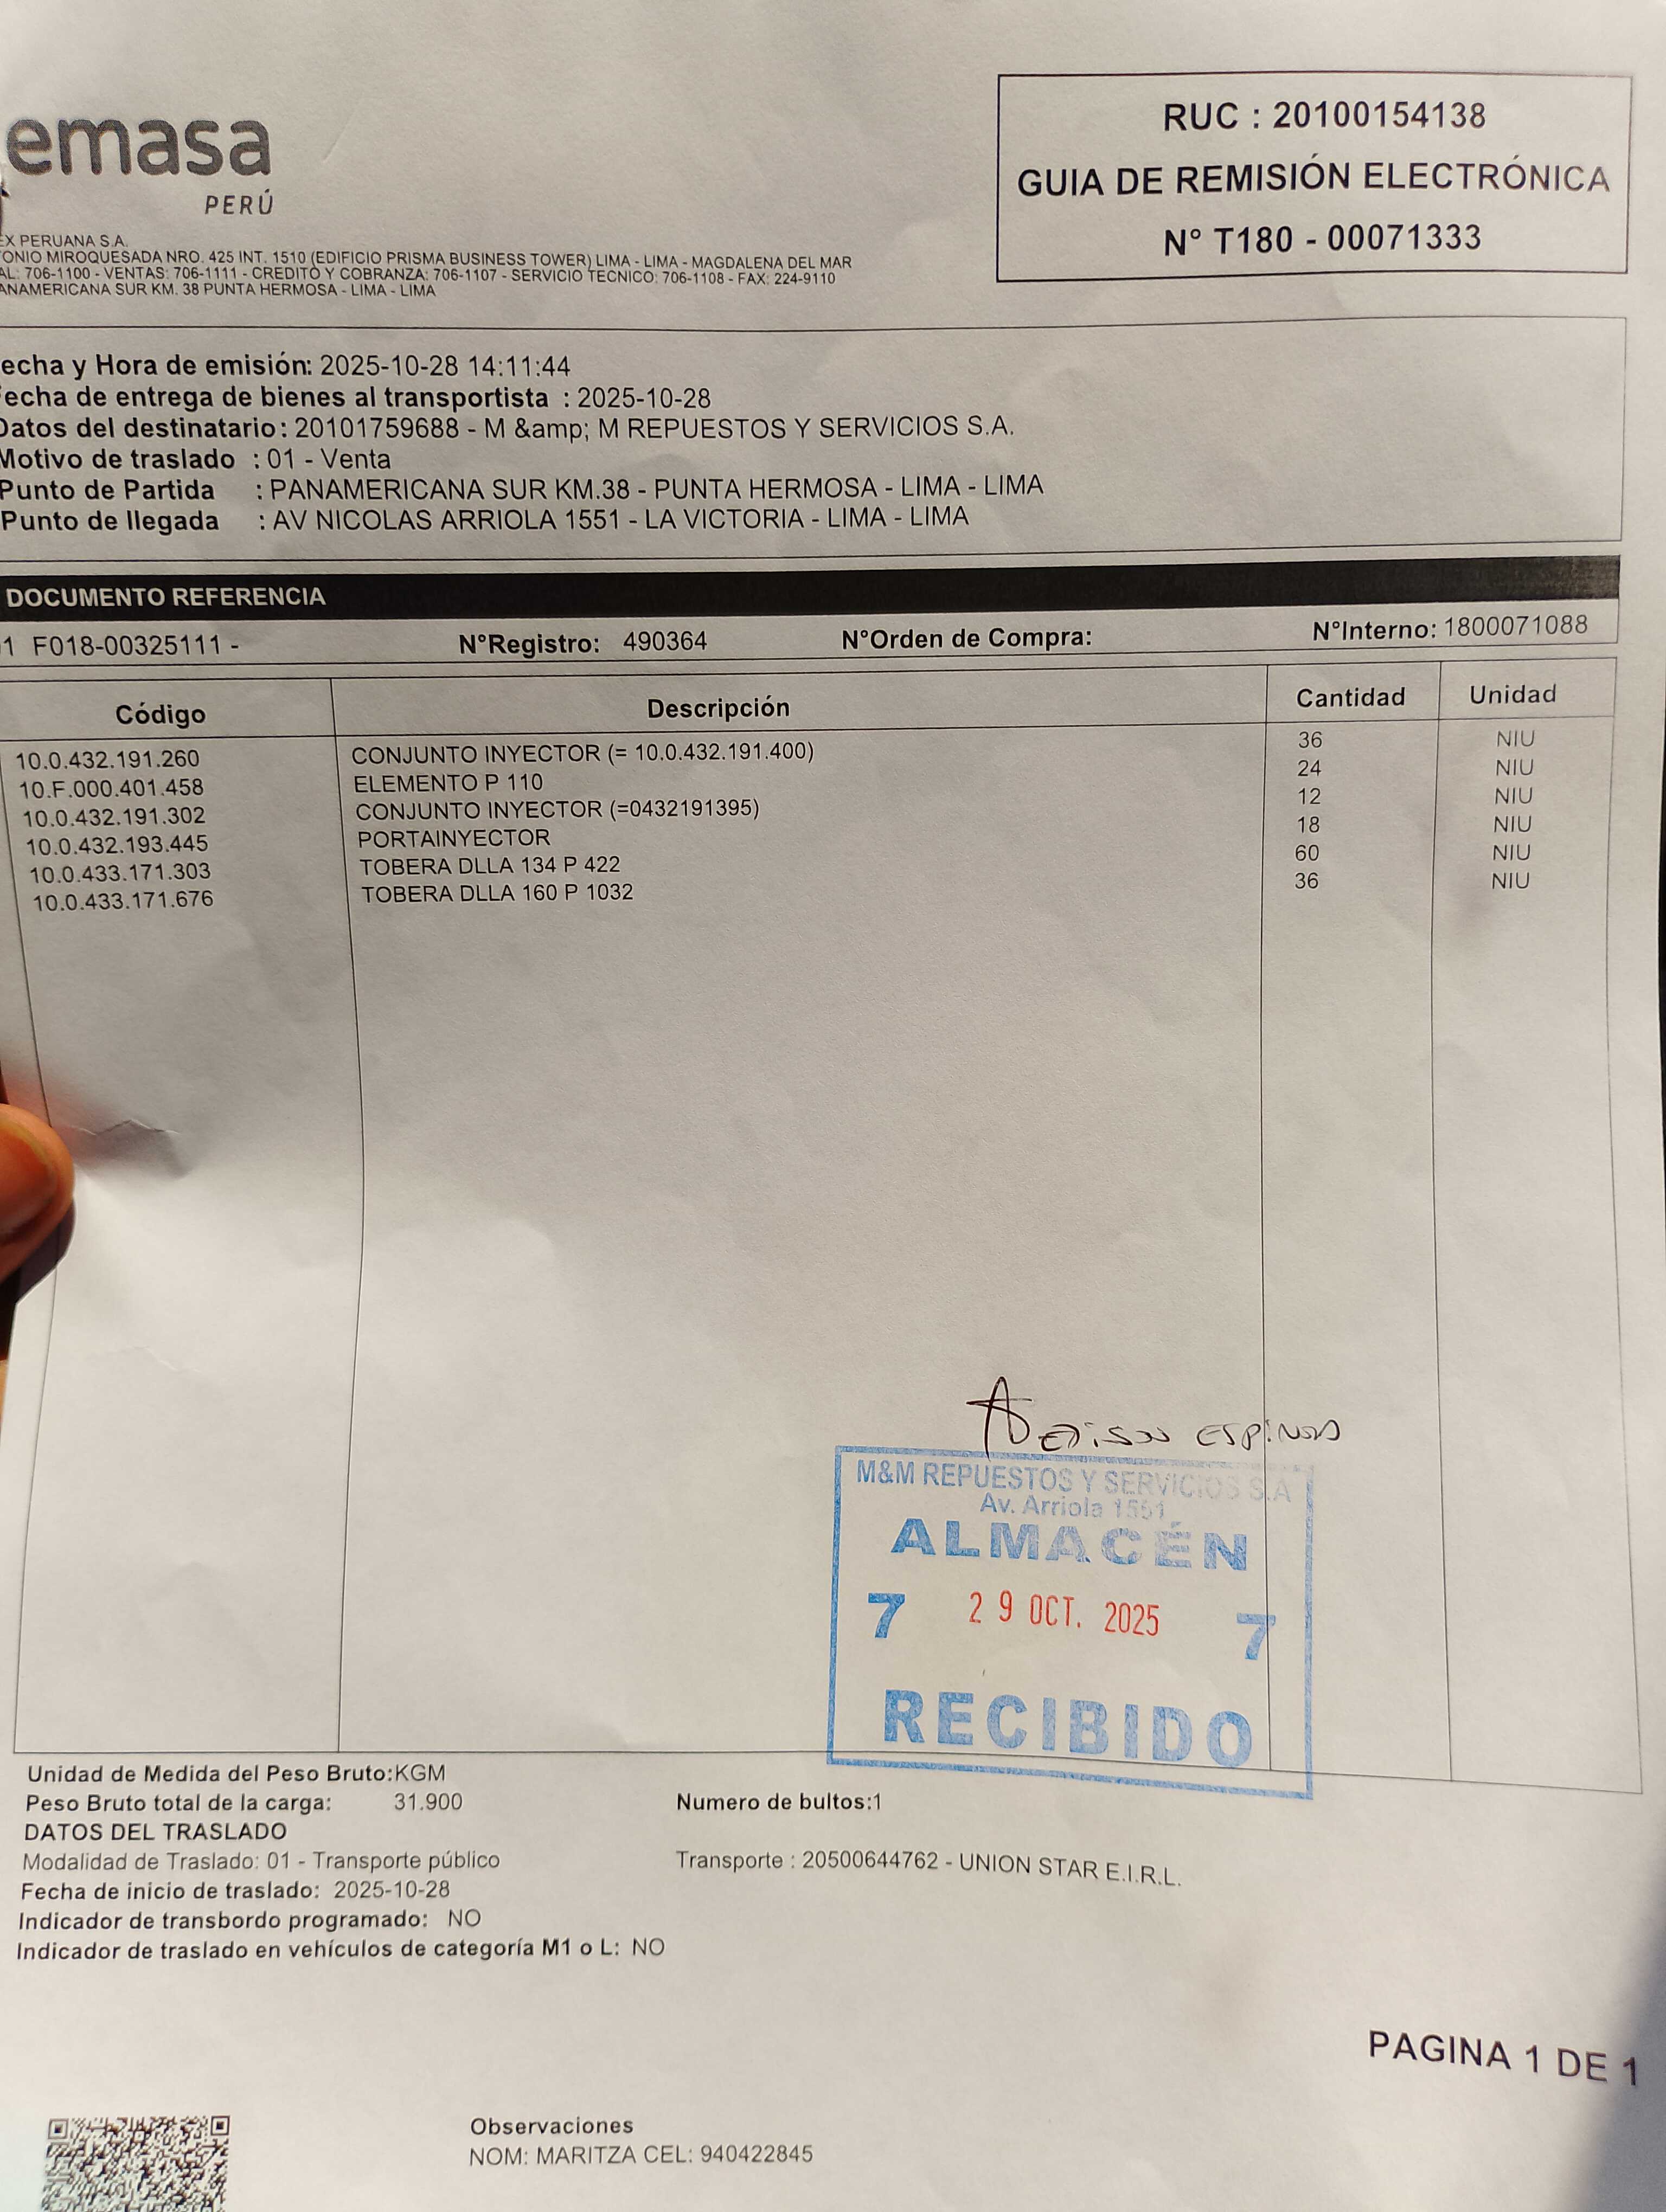 emasa
PERÚ
RUC : 20100154138
GUIA DE REMISIÓN ELECTRÓNICA
N° T180 - 00071333
EX PERUANA S.A.
TONIO MIROQUESADA NRO. 425 INT. 1510 (EDIFICIO PRISMA BUSINESS TOWER) LIMA - LIMA - MAGDALENA DEL MAR
AL: 706-1100 - VENTAS: 706-1111 - CREDITO Y COBRANZA: 706-1107 - SERVICIO TECNICO: 706-1108 - FAX: 224-9110
ANAMERICANA SUR KM. 38 PUNTA HERMOSA - LIMA - LIMA
echa y Hora de emisión: 2025-10-28 14:11:44
Fecha de entrega de bienes al transportista : 2025-10-28
Datos del destinatario: 20101759688 - M &amp; M REPUESTOS Y SERVICIOS S.A.
Motivo de traslado : 01 - Venta
Punto de Partida : PANAMERICANA SUR KM.38 - PUNTA HERMOSA - LIMA - LIMA
Punto de llegada : AV NICOLAS ARRIOLA 1551 - LA VICTORIA - LIMA - LIMA
DOCUMENTO REFERENCIA
1 F018-00325111 - N°Registro: 490364 N°Orden de Compra: N°Interno: 1800071088
Código Descripción Cantidad Unidad
10.0.432.191.260 CONJUNTO INYECTOR (= 10.0.432.191.400) 36 NIU
10.F.000.401.458 ELEMENTO P 110 24 NIU
10.0.432.191.302 CONJUNTO INYECTOR (=0432191395) 12 NIU
10.0.432.193.445 PORTAINYECTOR 18 NIU
10.0.433.171.303 TOBERA DLLA 134 P 422 60 NIU
10.0.433.171.676 TOBERA DLLA 160 P 1032 36 NIU
ESPINOZA
M&M REPUESTOS Y SERVICIOS S.A
Av. Arriola 1551
ALMACÉN
7 29 OCT. 2025 7
RECIBIDO
Unidad de Medida del Peso Bruto:KGM
Peso Bruto total de la carga: 31.900 Numero de bultos:1
DATOS DEL TRASLADO
Modalidad de Traslado: 01 - Transporte público Transporte : 20500644762 - UNION STAR E.I.R.L.
Fecha de inicio de traslado: 2025-10-28
Indicador de transbordo programado: NO
Indicador de traslado en vehículos de categoría M1 o L: NO
PAGINA 1 DE 1
Observaciones
NOM: MARITZA CEL: 940422845